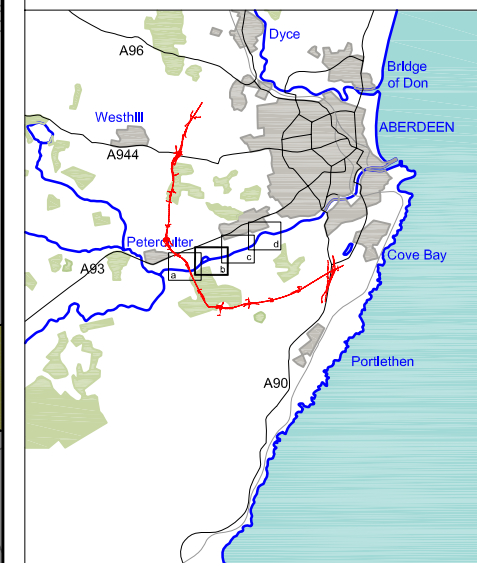 Dyce
A96
Bridge
of Don
Westhill
ABERDEEN
A944
Peterculter
d
c
Cove Bay
A93
b
a
Portlethen
A90